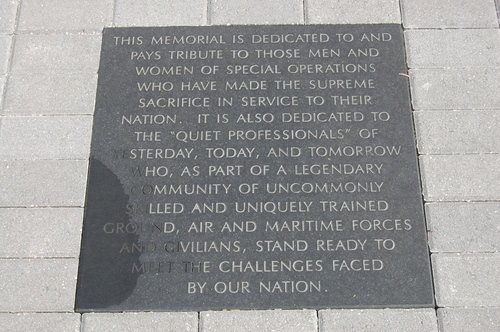 THIS MEMORIAL IS DEDICATED TO AND
PAYS TRIBUTE TO THOSE MEN AND
WOMEN OF SPECIAL OPERATIONS
WHO HAVE MADE THE SUPREME
SACRIFICE IN SERVICE TO THEIR
NATION. IT IS ALSO DEDICATED TO
THE "QUIET PROFESSIONALS" OF
YESTERDAY, TODAY, AND TOMORROW
WHO, AS PART OF A LEGENDARY
COMMUNITY OF UNCOMMONLY
SKILLED AND UNIQUELY TRAINED
GROUND, AIR AND MARITIME FORCES
AND CIVILIANS, STAND READY TO
MEET THE CHALLENGES FACED
BY OUR NATION.